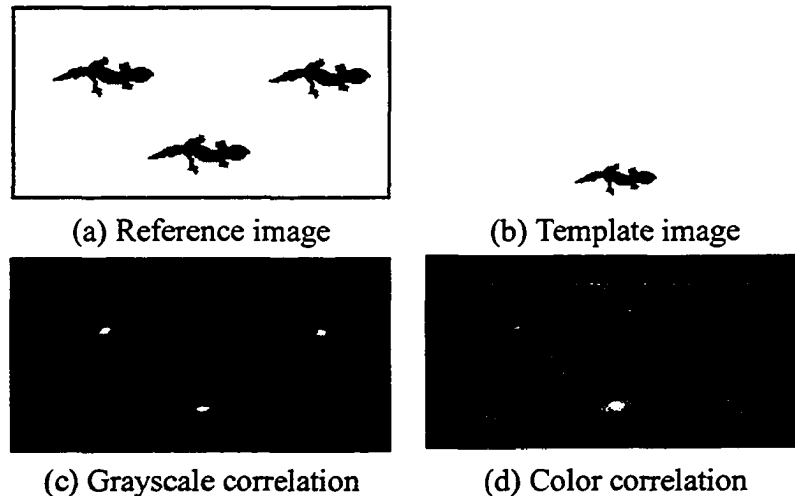 (a) Reference image
(b) Template image
(c) Grayscale correlation
(d) Color correlation